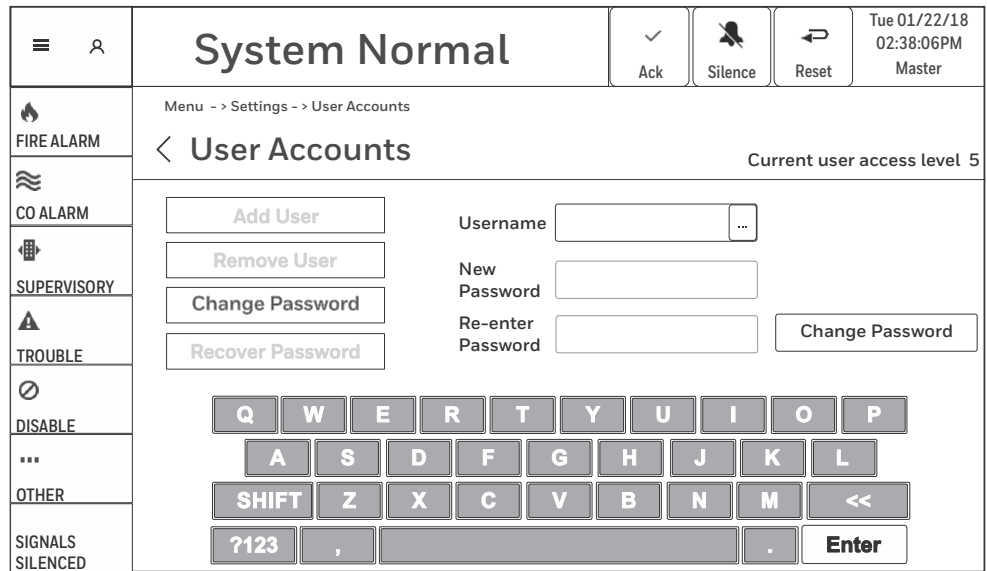 System Normal
Ack
Silence
Reset
Tue 01/22/18
02:38:06PM
Master
FIRE ALARM
CO ALARM
SUPERVISORY
TROUBLE
DISABLE
OTHER
SIGNALS
SILENCED
Menu - > Settings - > User Accounts
< User Accounts
Current user access level 5
Add User
Remove User
Change Password
Recover Password
Username ...
New
Password
Re-enter
Password
Change Password
Q W E R T Y U I O P
A S D F G H J K L
SHIFT Z X C V B N M <<
?123 , . Enter